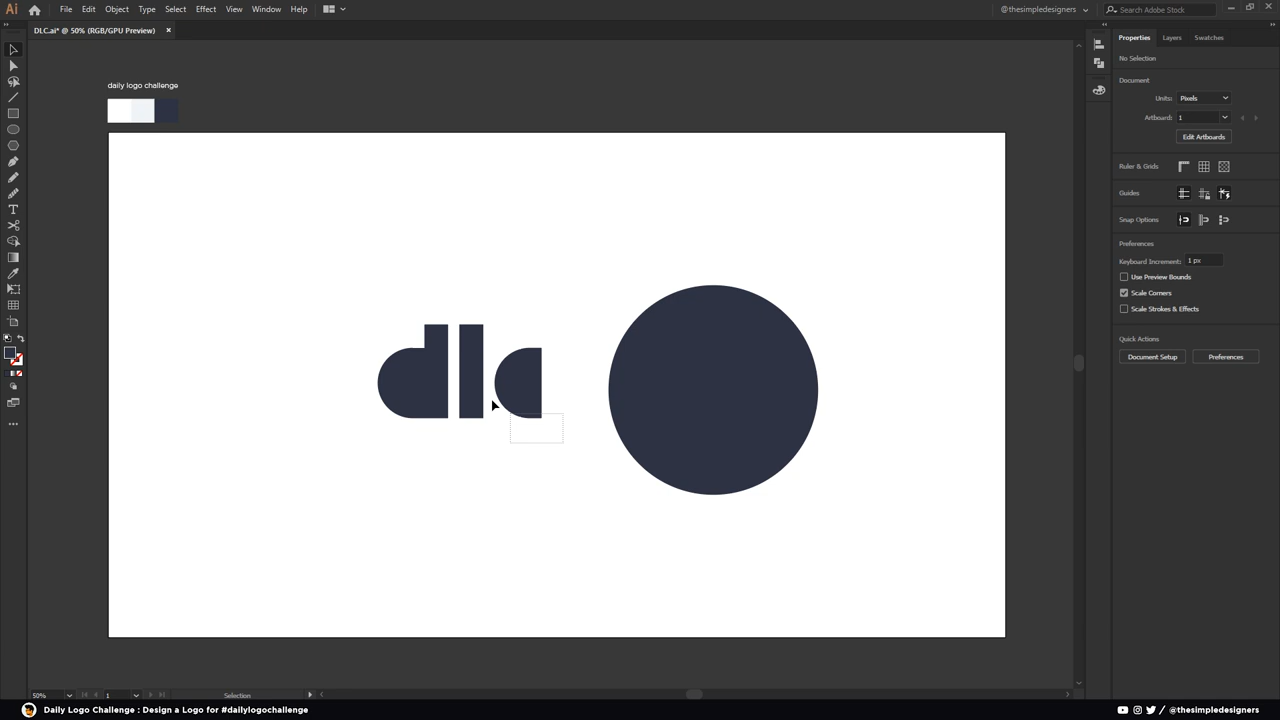 Ai File Edit Object Type Select Effect View Window Help @thesimpledesigners Search Adobe Stock
DLC.ai* @ 50% (RGB/GPU Preview) ×
Properties Layers Swatches
No Selection
Document
Units: Pixels
Artboard: 1
Edit Artboards
Ruler & Grids
Guides
Snap Options
Preferences
Keyboard Increment: 1 px
Use Preview Bounds
Scale Corners
Scale Strokes & Effects
Quick Actions
Document Setup Preferences
daily logo challenge
dlc
50% 1 Selection
Daily Logo Challenge : Design a Logo for #dailylogochallenge @thesimpledesigners